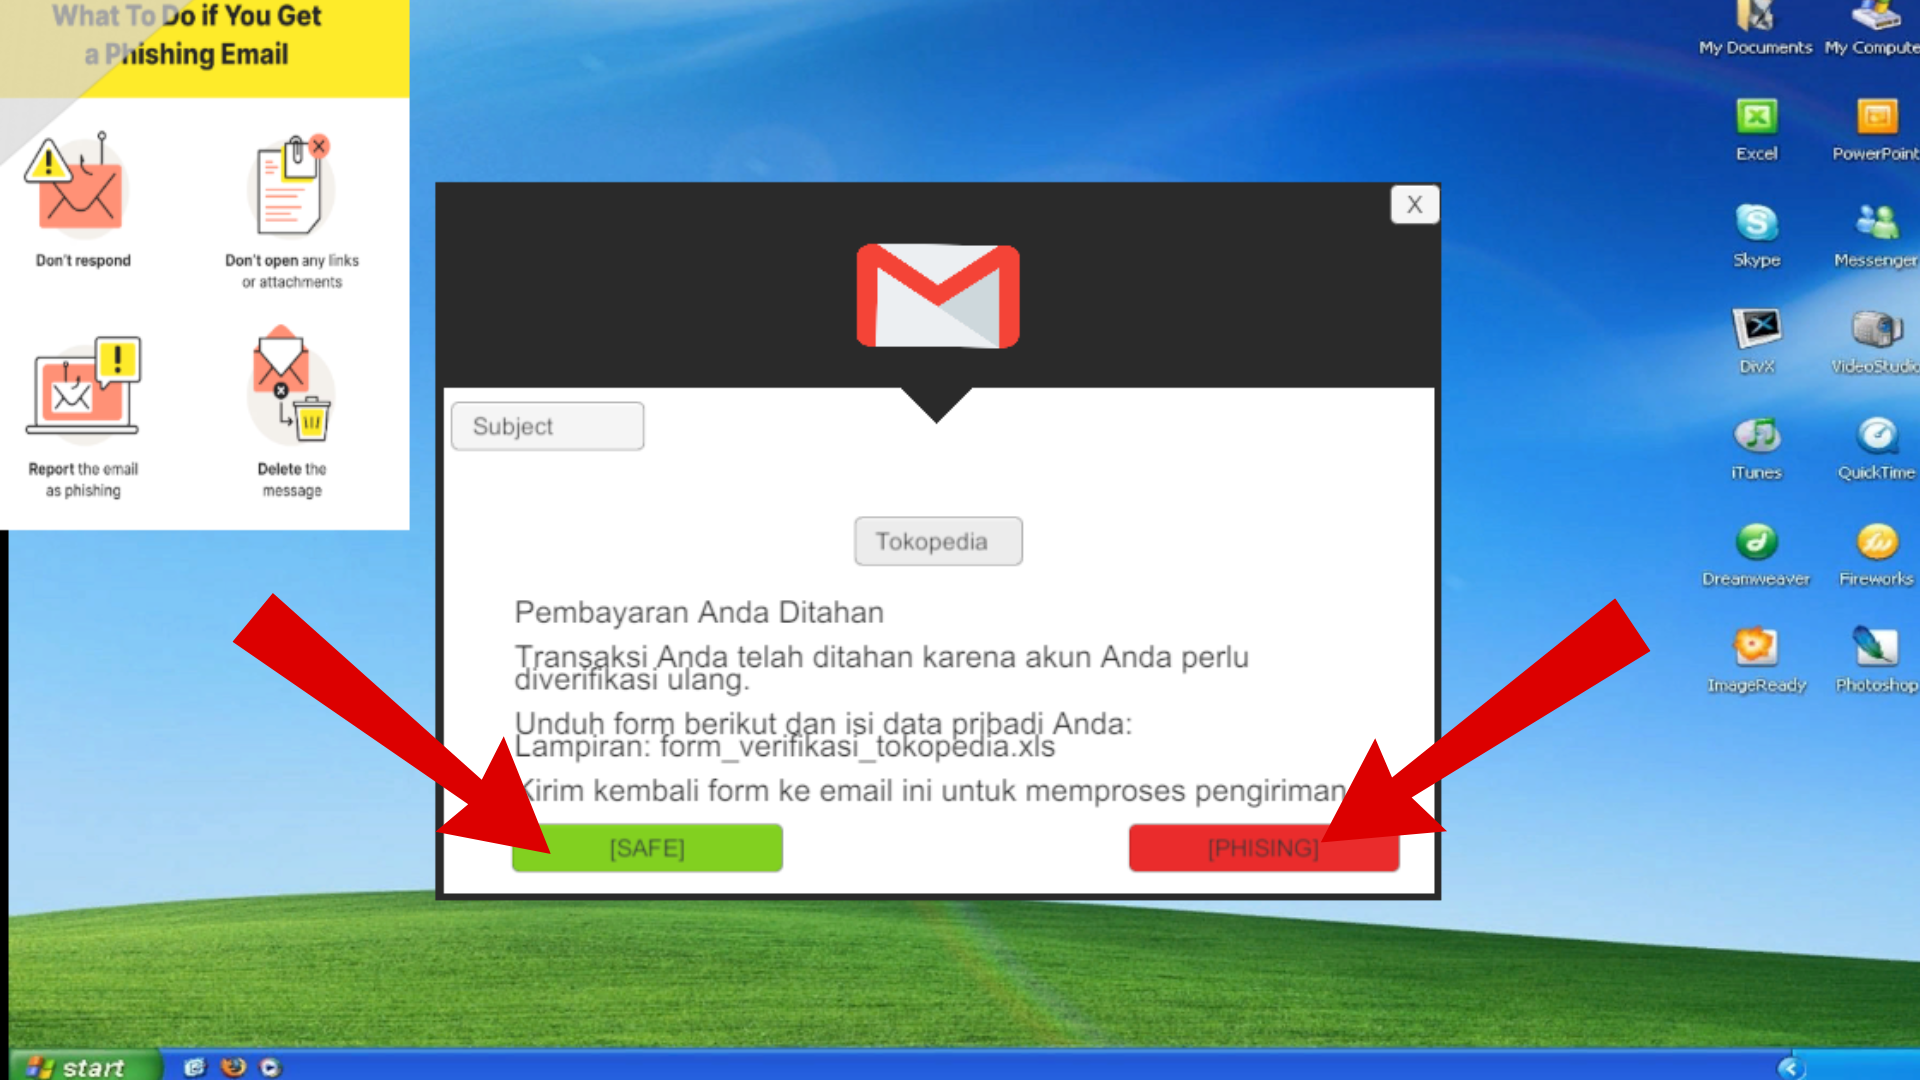 What To Do if You Get
a Phishing Email
Don't respond
Don't open any links
or attachments
Report the email
as phishing
Delete the
message
X
Subject
Tokopedia
Pembayaran Anda Ditahan
Transaksi Anda telah ditahan karena akun Anda perlu
diverifikasi ulang.
Unduh form berikut dan isi data pribadi Anda:
Lampiran: form_verifikasi_tokopedia.xls
Kirim kembali form ke email ini untuk memproses pengiriman
[SAFE]
[PHISING]
My Documents
My Compute
Excel
PowerPoint
Skype
Messenger
DivX
VideoStudio
iTunes
QuickTime
Dreamweaver
Fireworks
ImageReady
Photoshop
start